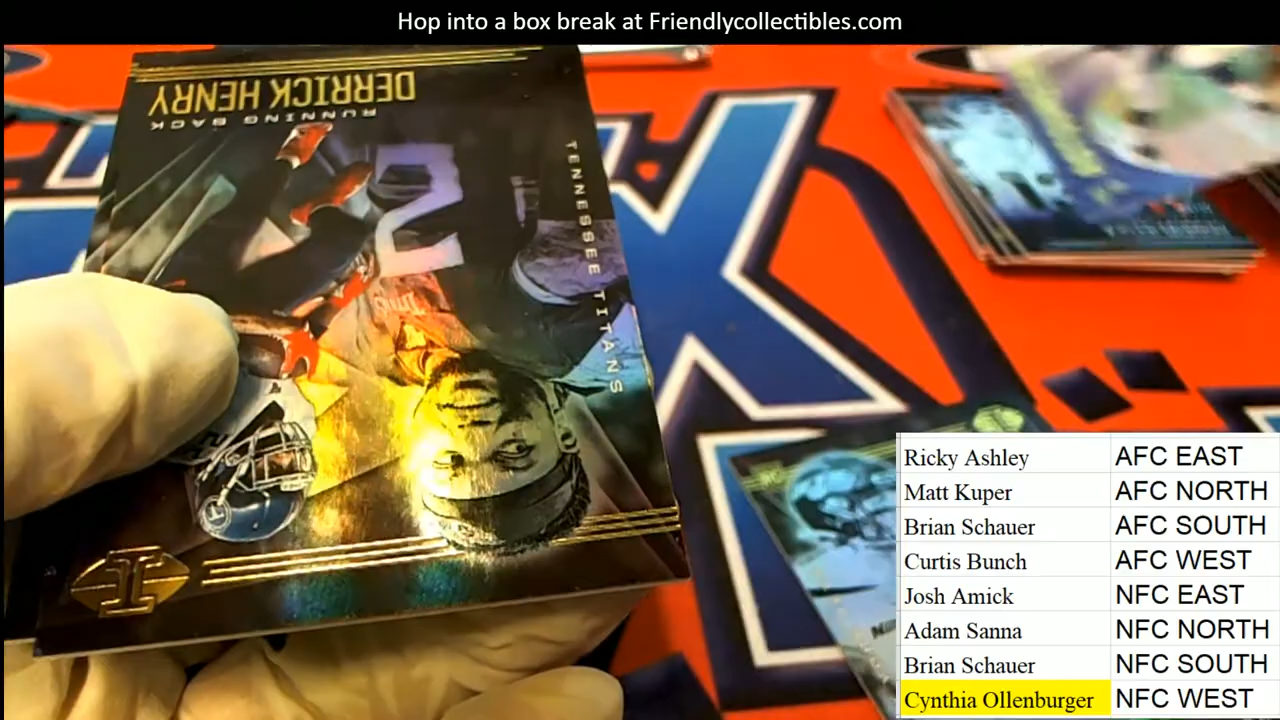 Hop into a box break at Friendlycollectibles.com
DERRICK HENRY
RUNNING BACK
TENNESSEE TITANS
Ricky Ashley AFC EAST
Matt Kuper AFC NORTH
Brian Schauer AFC SOUTH
Curtis Bunch AFC WEST
Josh Amick NFC EAST
Adam Sanna NFC NORTH
Brian Schauer NFC SOUTH
Cynthia Ollenburger NFC WEST